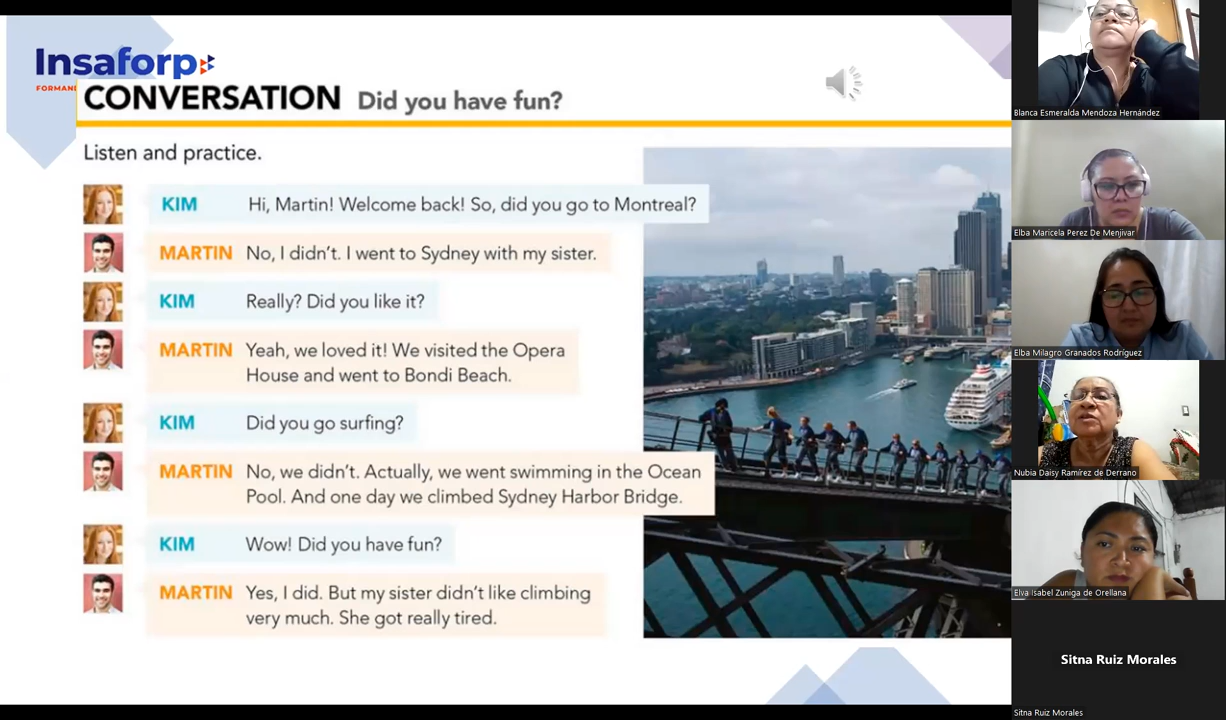 Insaforp
CONVERSATION Did you have fun?
Listen and practice.
KIM Hi, Martin! Welcome back! So, did you go to Montreal?
MARTIN No, I didn't. I went to Sydney with my sister.
KIM Really? Did you like it?
MARTIN Yeah, we loved it! We visited the Opera
House and went to Bondi Beach.
KIM Did you go surfing?
MARTIN No, we didn't. Actually, we went swimming in the Ocean
Pool. And one day we climbed Sydney Harbor Bridge.
KIM Wow! Did you have fun?
MARTIN Yes, I did. But my sister didn't like climbing
very much. She got really tired.
Blanca Esmeralda Mendoza Hernández
Elba Maricela Perez De Menjivar
Elba Milagro Granados Rodríguez
Nubia Daisy Ramírez de Derrano
Elva Isabel Zuniga de Orellana
Sitna Ruiz Morales
Sitna Ruiz Morales